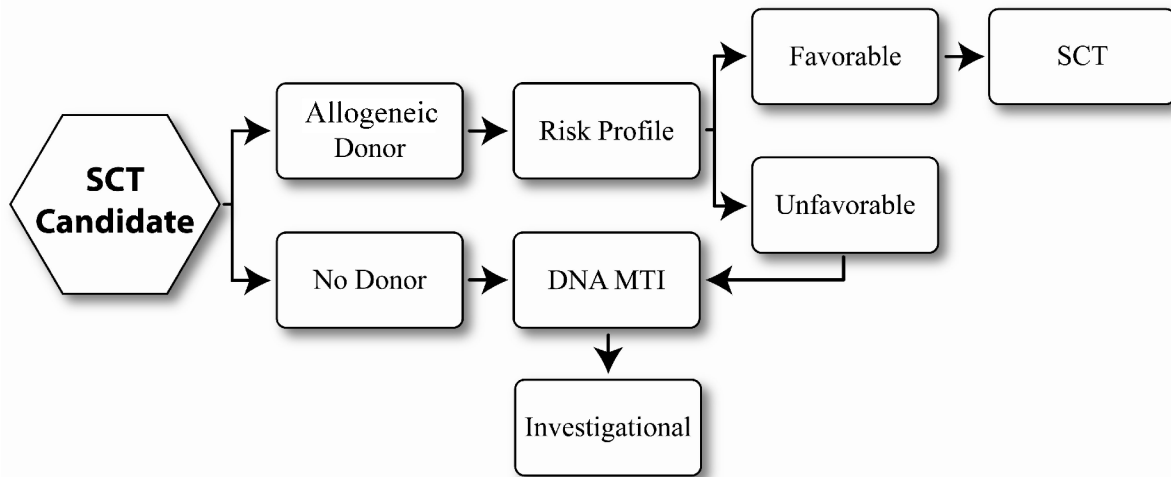 SCT
Candidate
Allogeneic
Donor
Risk Profile
Favorable
SCT
Unfavorable
No Donor
DNA MTI
Investigational